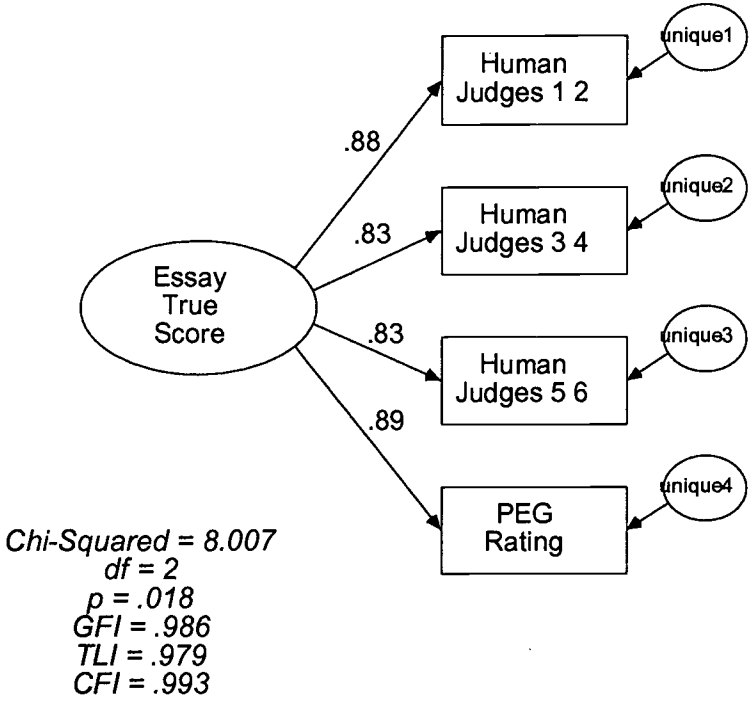 unique1
Human
Judges 1 2
.88
unique2
Human
Judges 3 4
.83
Essay
True
Score
unique3
Human
Judges 5 6
.83
.89
unique4
PEG
Rating
Chi-Squared = 8.007
df = 2
p = .018
GFI = .986
TLI = .979
CFI = .993